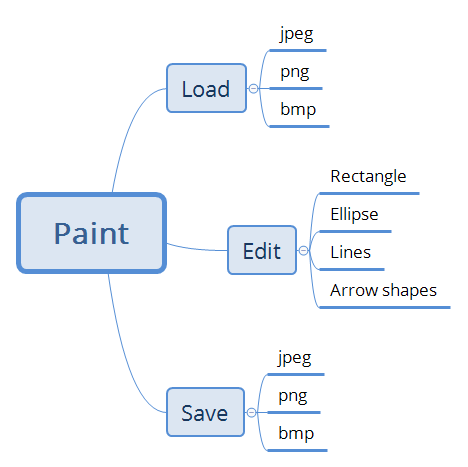 Paint
Load
jpeg
png
bmp
Edit
Rectangle
Ellipse
Lines
Arrow shapes
Save
jpeg
png
bmp